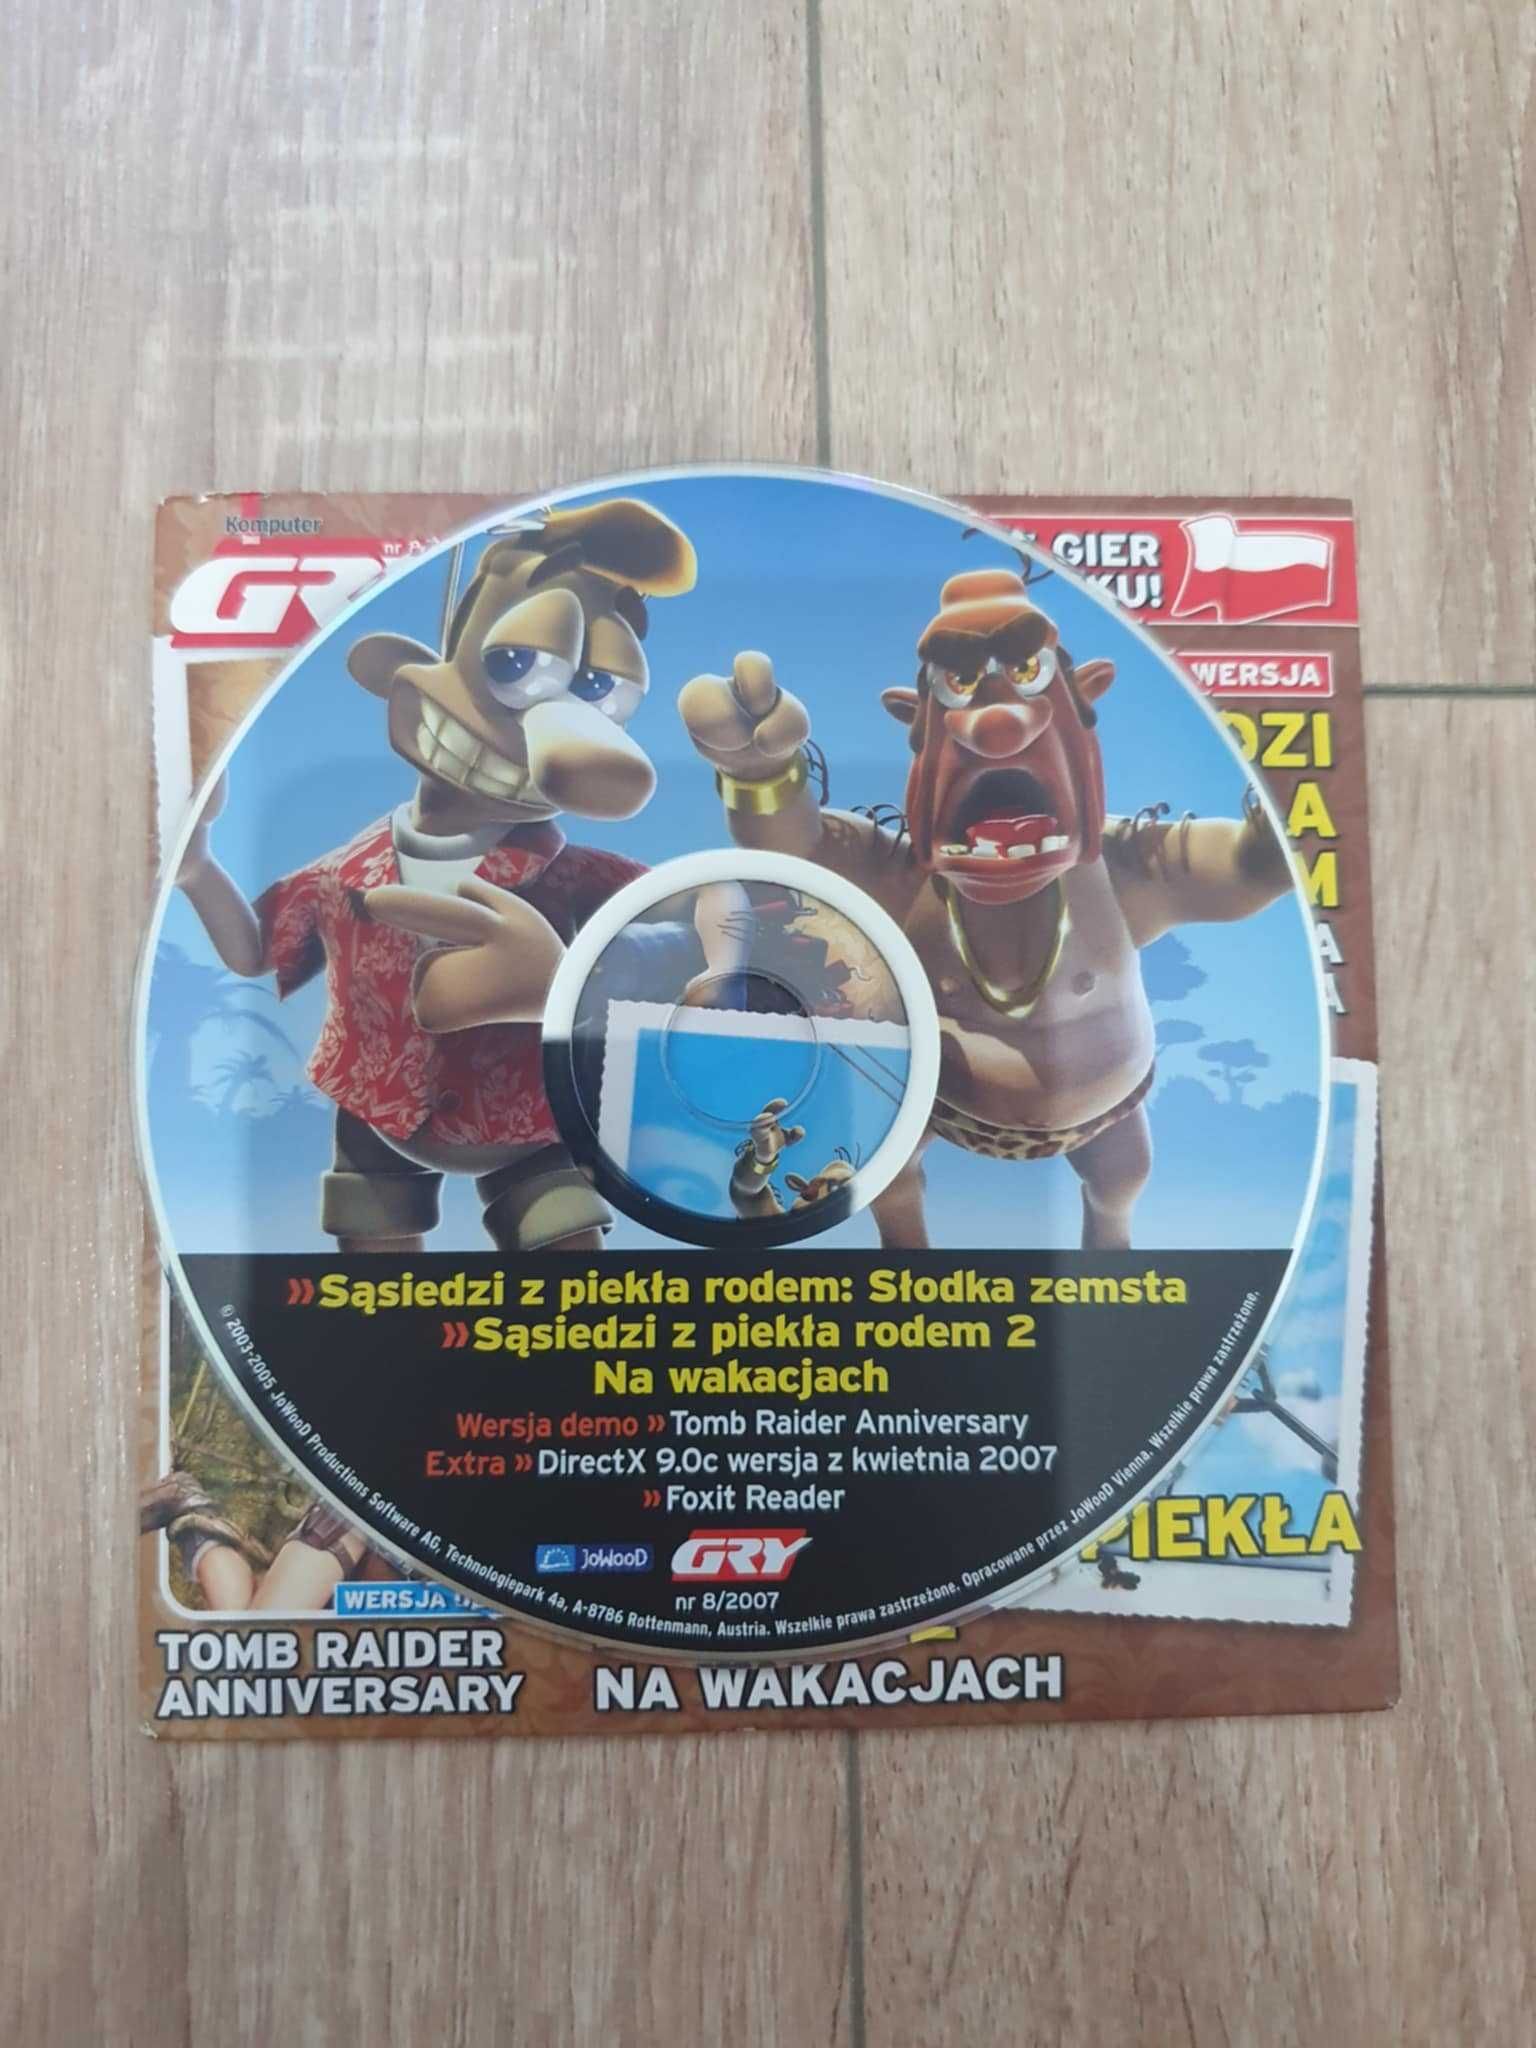 Komputer
GRY
GIER
KU!
WERSJA
DZI
A
M
A
A
»Sąsiedzi z piekła rodem: Słodka zemsta
»Sąsiedzi z piekła rodem 2
Na wakacjach
Wersja demo » Tomb Raider Anniversary
Extra » DirectX 9.0c wersja z kwietnia 2007
» Foxit Reader
JoWooD
GRY
nr 8/2007
© 2003-2005 JoWooD Productions Software AG, Technologiepark 4a, A-8786 Rottenmann, Austria. Wszelkie prawa zastrzeżone. Opracowane przez JoWooD Vienna. Wszelkie prawa zastrzeżone.
PIEKŁA
WERSJA
TOMB RAIDER
ANNIVERSARY
2
NA WAKACJACH